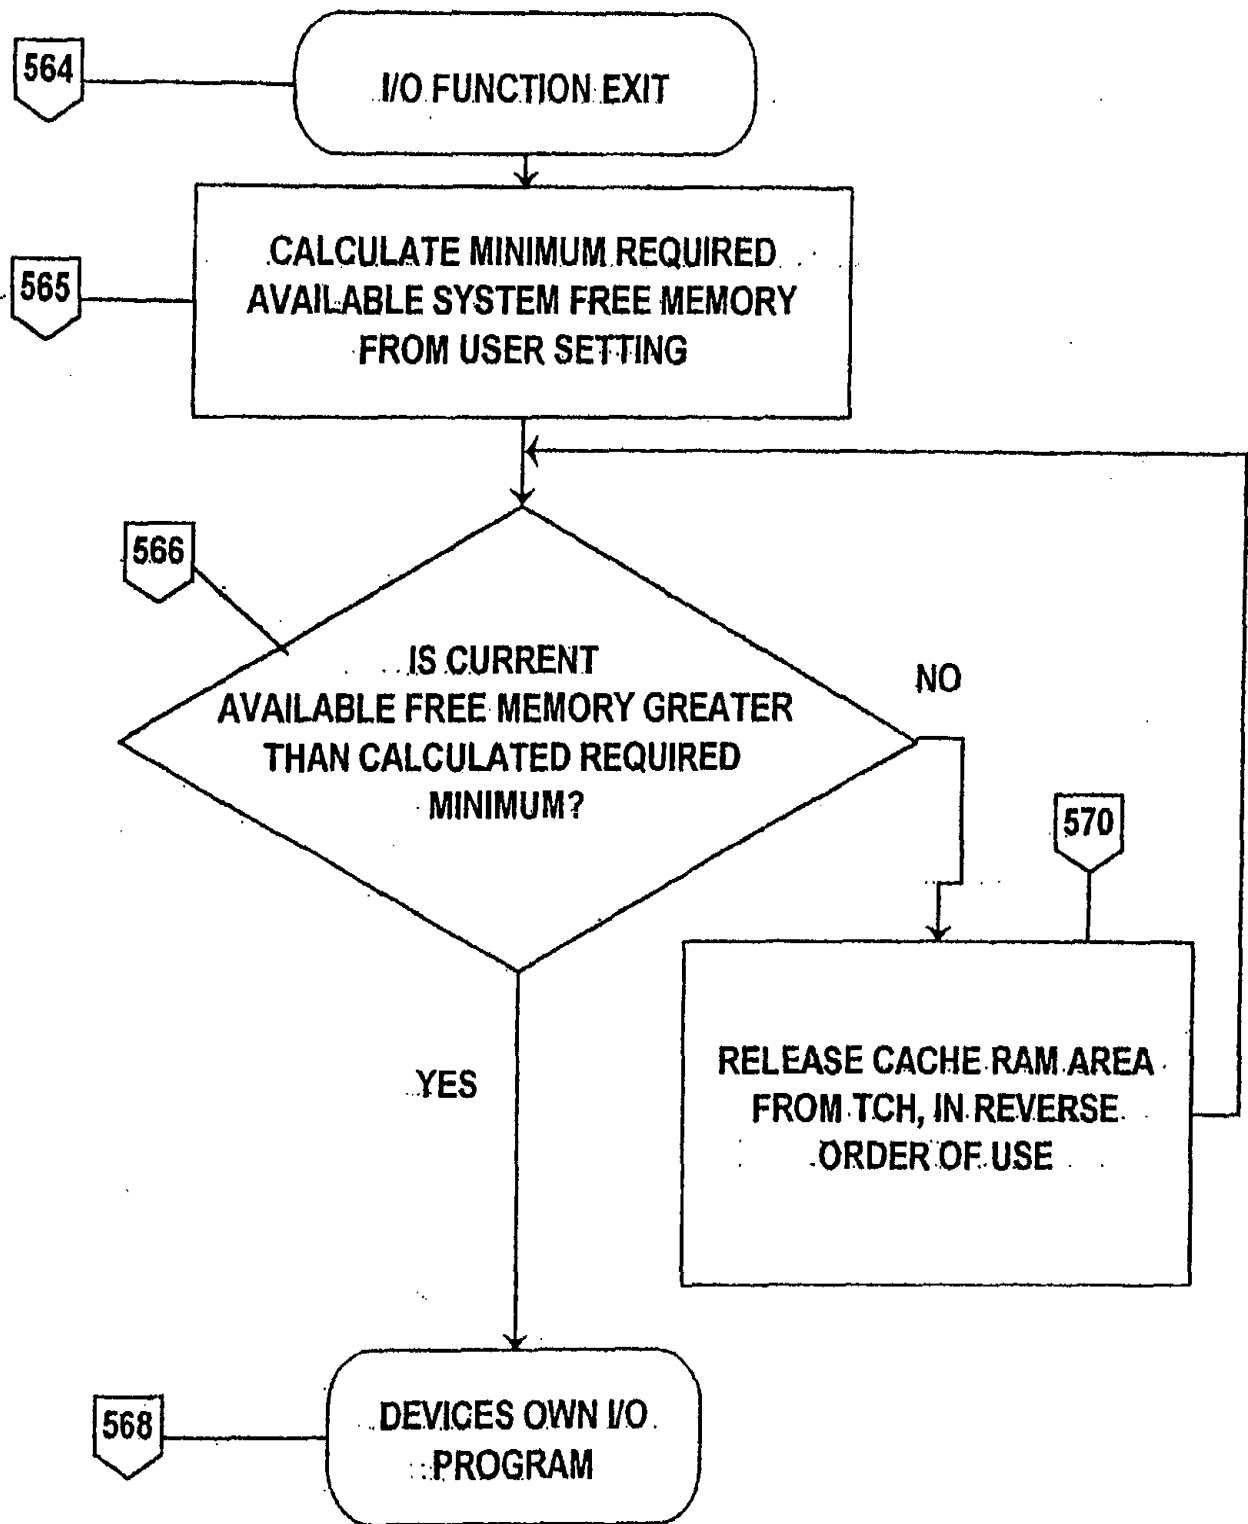 564
I/O FUNCTION EXIT
565
CALCULATE MINIMUM REQUIRED
AVAILABLE SYSTEM FREE MEMORY
FROM USER SETTING
566
IS CURRENT
AVAILABLE FREE MEMORY GREATER
THAN CALCULATED REQUIRED
MINIMUM?
NO
570
RELEASE CACHE RAM AREA
FROM TCH, IN REVERSE
ORDER OF USE
YES
568
DEVICES OWN I/O
PROGRAM